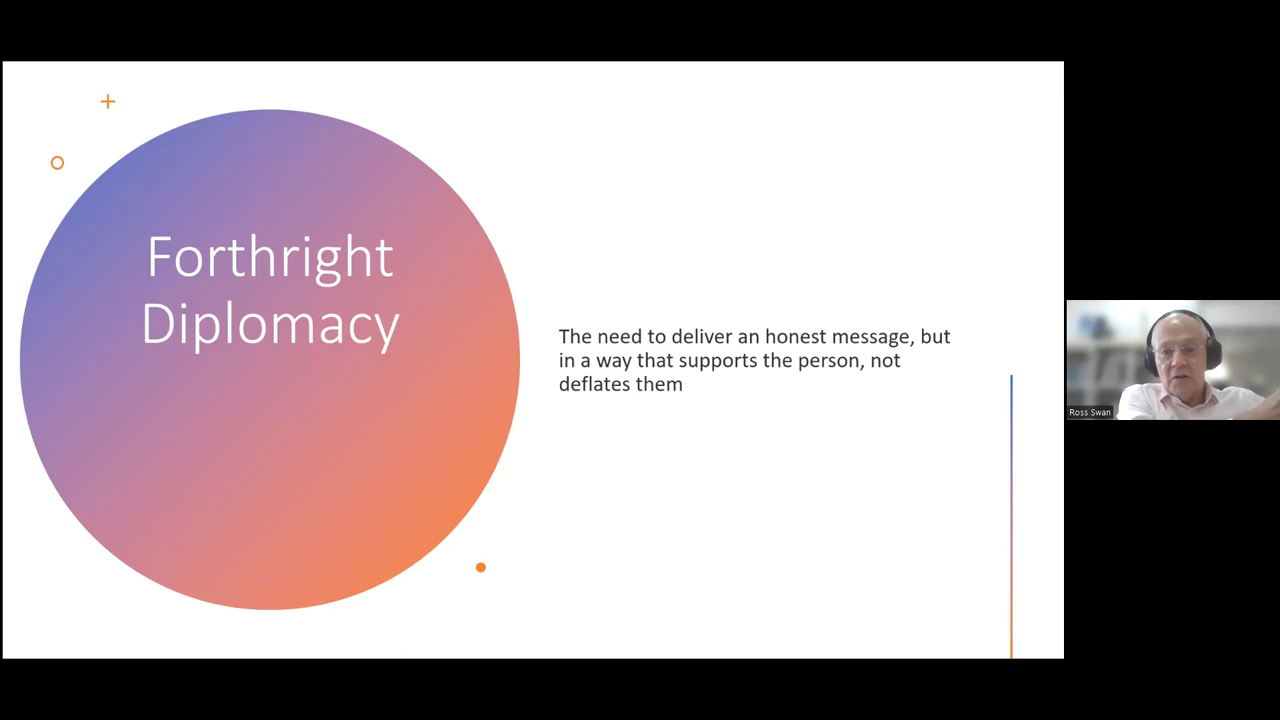 Forthright
Diplomacy
The need to deliver an honest message, but
in a way that supports the person, not
deflates them
Ross Swan